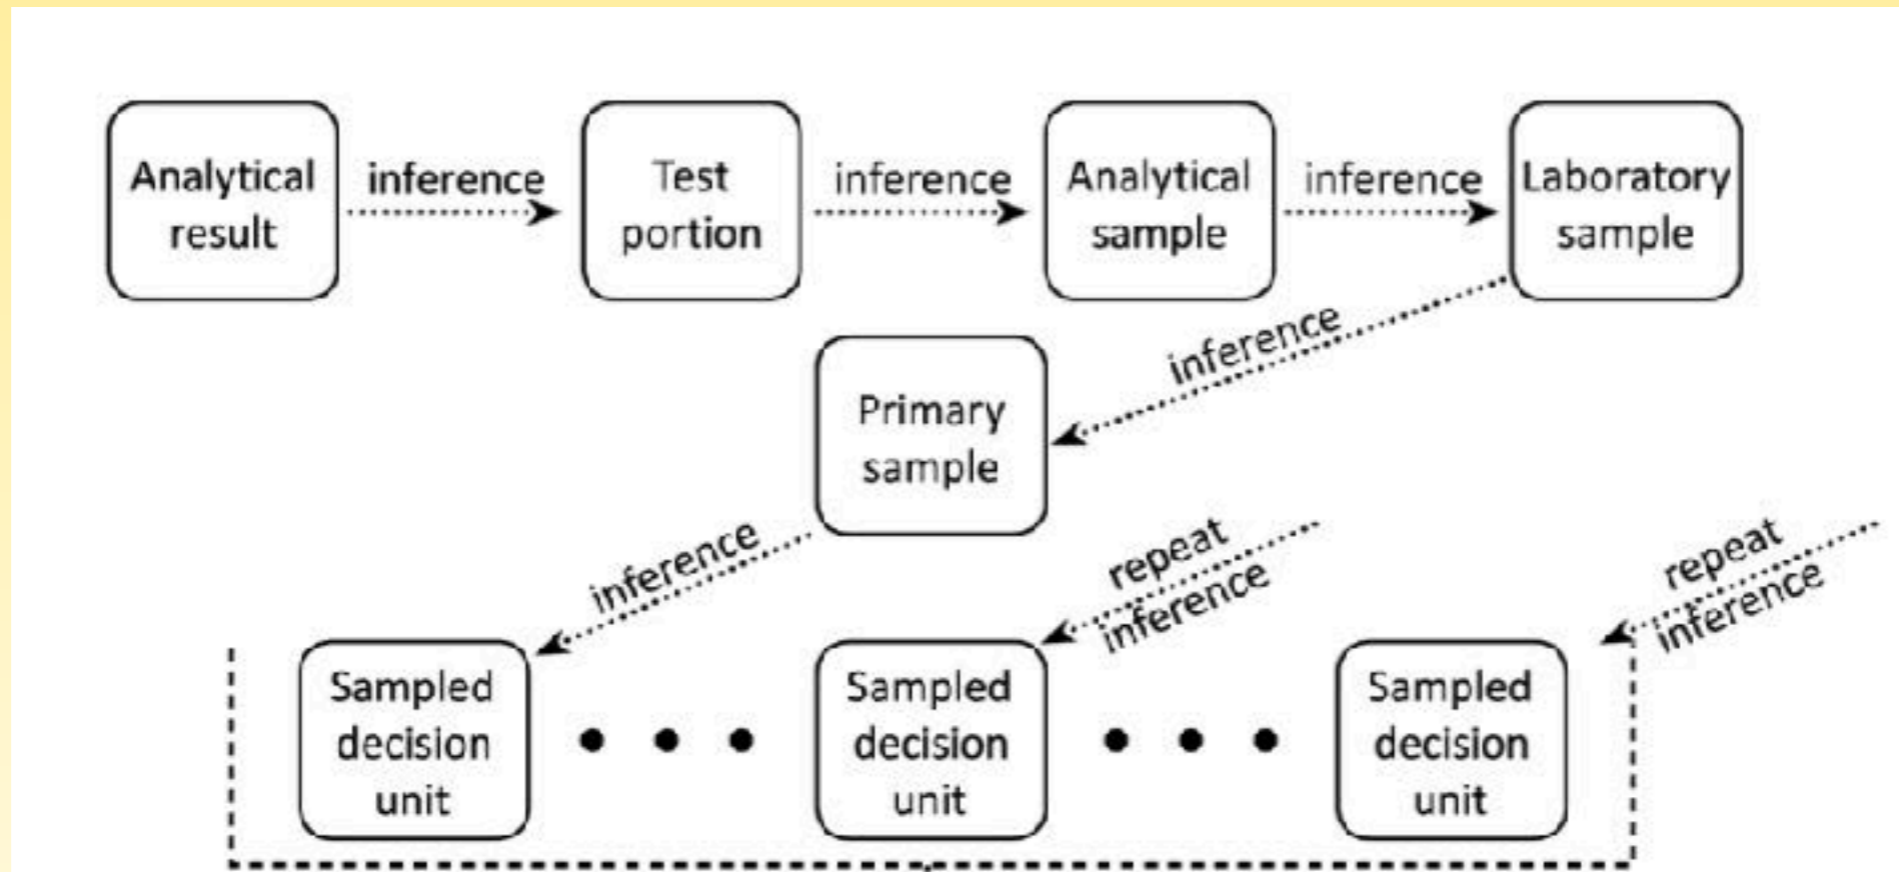 Analytical
result
inference
Test
portion
inference
Analytical
sample
inference
Laboratory
sample
inference
Primary
sample
inference
repeat
inference
repeat
inference
Sampled
decision
unit
Sampled
decision
unit
Sampled
decision
unit